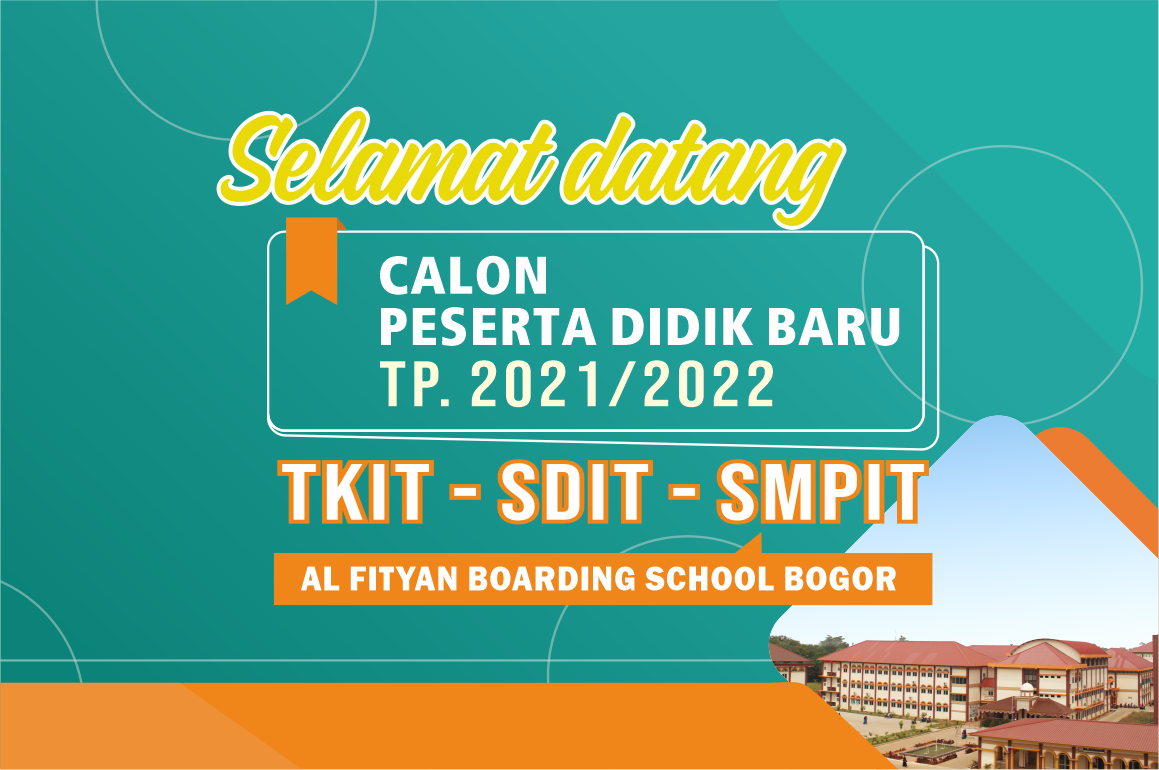 Selamat datang
CALON
PESERTA DIDIK BARU
TP. 2021/2022
TKIT - SDIT - SMPIT
AL FITYAN BOARDING SCHOOL BOGOR